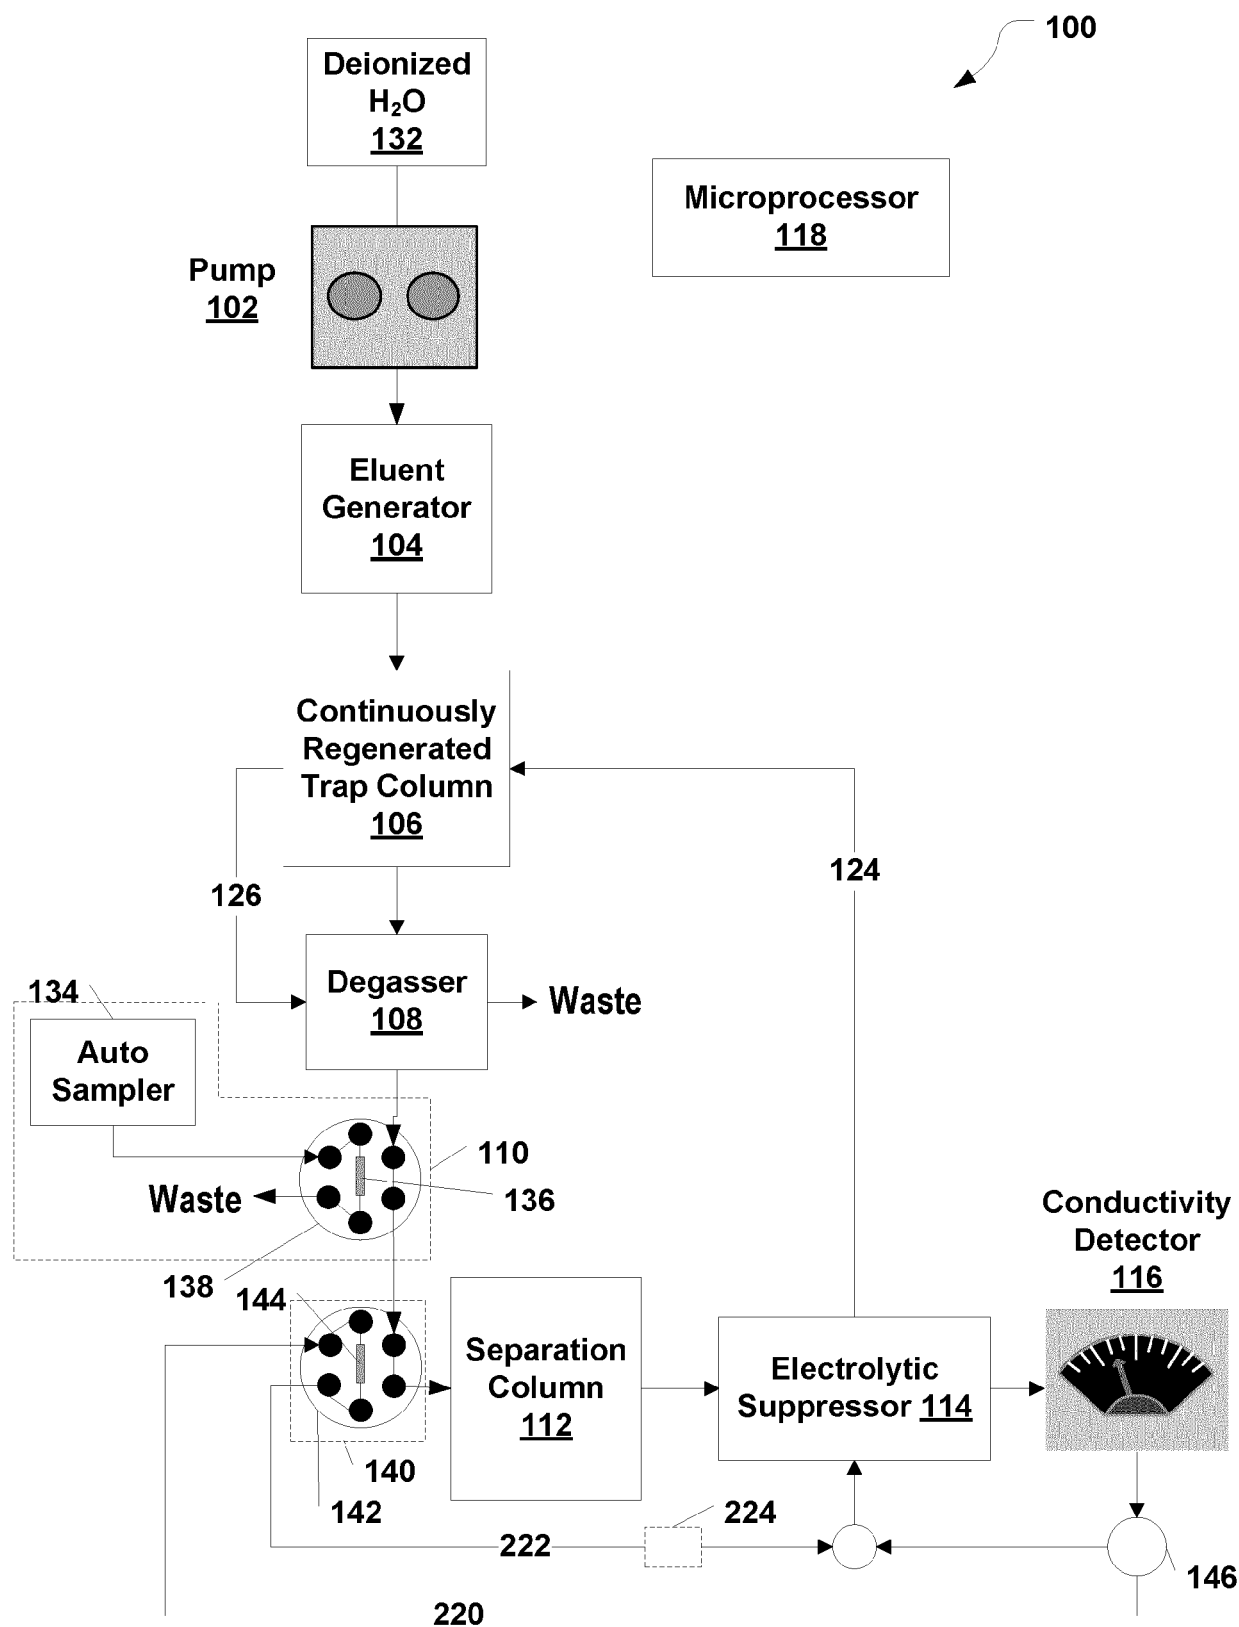 100
Deionized
H₂O
132
Microprocessor
118
Pump
102
Eluent
Generator
104
Continuously
Regenerated
Trap Column
106
124
126
Degasser
108
Waste
134
Auto
Sampler
110
136
Waste
138
144
Conductivity
Detector
116
Separation
Column
112
Electrolytic
Suppressor 114
140
142
224
222
146
220